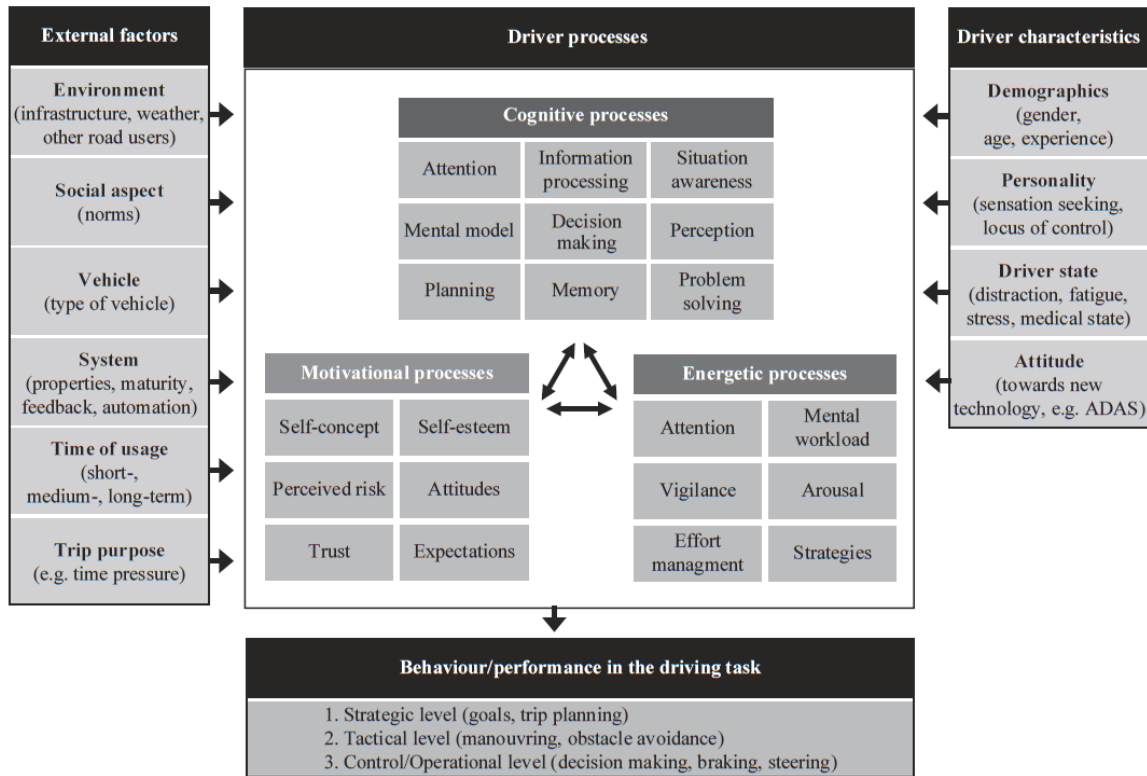 External factors
Environment
(infrastructure, weather,
other road users)
Social aspect
(norms)
Vehicle
(type of vehicle)
System
(properties, maturity,
feedback, automation)
Time of usage
(short-,
medium-, long-term)
Trip purpose
(e.g. time pressure)
Driver processes
Cognitive processes
Attention
Information
processing
Situation
awareness
Mental model
Decision
making
Perception
Planning
Memory
Problem
solving
Motivational processes
Self-concept
Self-esteem
Perceived risk
Attitudes
Trust
Expectations
Energetic processes
Attention
Mental
workload
Vigilance
Arousal
Effort
managment
Strategies
Driver characteristics
Demographics
(gender,
age, experience)
Personality
(sensation seeking,
locus of control)
Driver state
(distraction, fatigue,
stress, medical state)
Attitude
(towards new
technology, e.g. ADAS)
Behaviour/performance in the driving task
1. Strategic level (goals, trip planning)
2. Tactical level (manouvring, obstacle avoidance)
3. Control/Operational level (decision making, braking, steering)